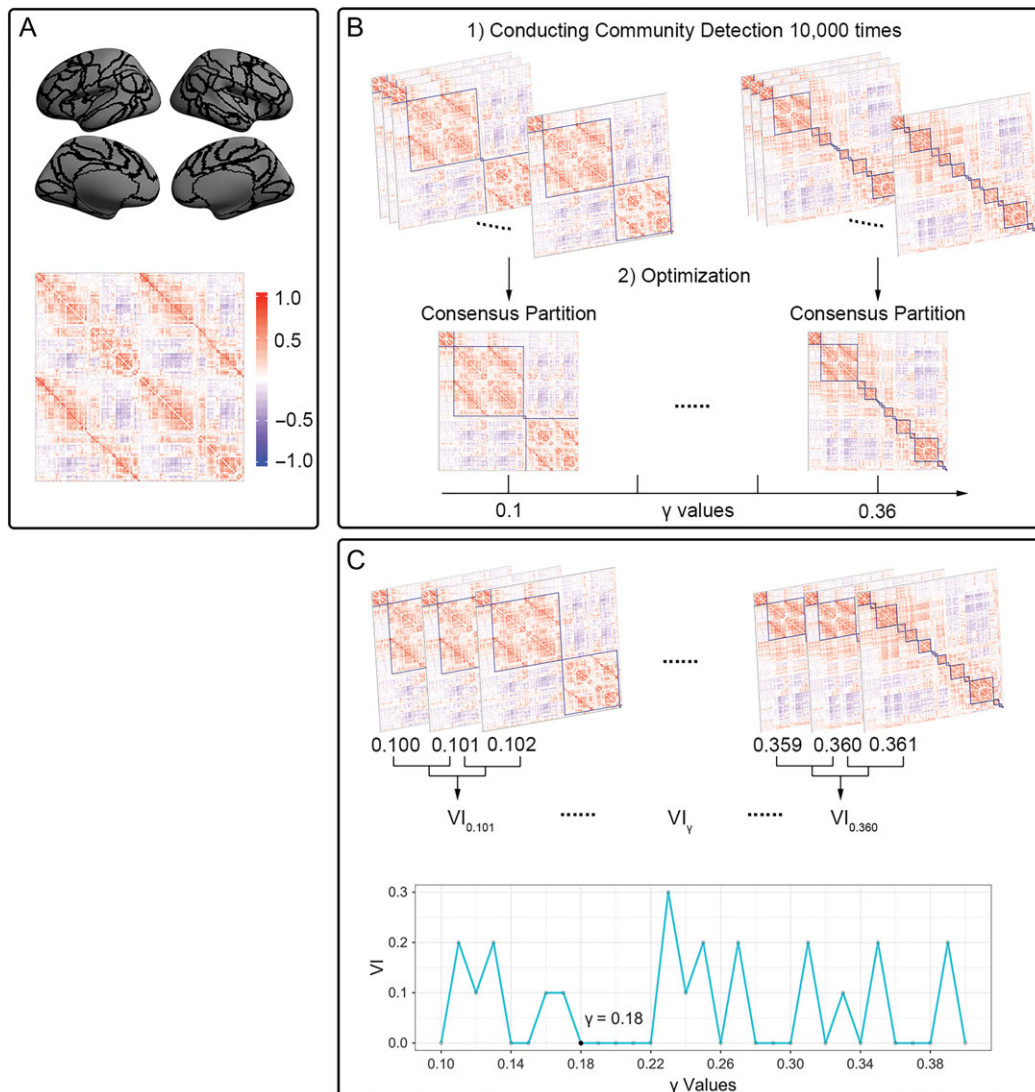 A
1.0
0.5
−0.5
−1.0
B
1) Conducting Community Detection 10,000 times
2) Optimization
Consensus Partition Consensus Partition
0.1 γ values 0.36
C
0.100 0.101 0.102 0.359 0.360 0.361
VI0.101 ...... VIγ ...... VI0.360
0.3
0.2
0.1
0.0
VI
γ = 0.18
0.10 0.14 0.18 0.22 0.26 0.30 0.34 0.38
γ Values